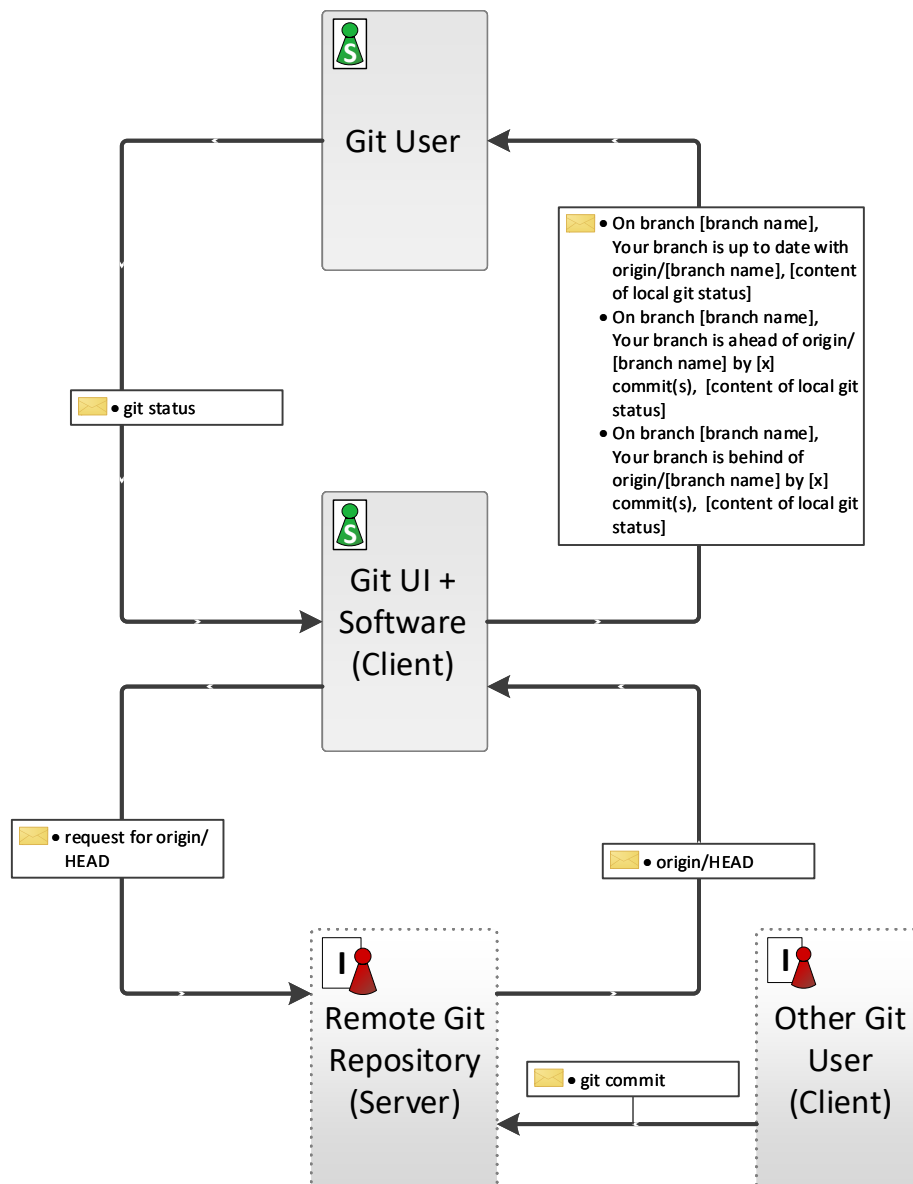 S
Git User
• On branch [branch name],
Your branch is up to date with
origin/[branch name], [content
of local git status]
• On branch [branch name],
Your branch is ahead of origin/
[branch name] by [x]
commit(s),  [content of local git
status]
• On branch [branch name],
Your branch is behind of
origin/[branch name] by [x]
commit(s),  [content of local git
status]
• git status
S
Git UI +
Software
(Client)
• request for origin/
HEAD
• origin/HEAD
I
Remote Git
Repository
(Server)
I
Other Git
User
(Client)
• git commit